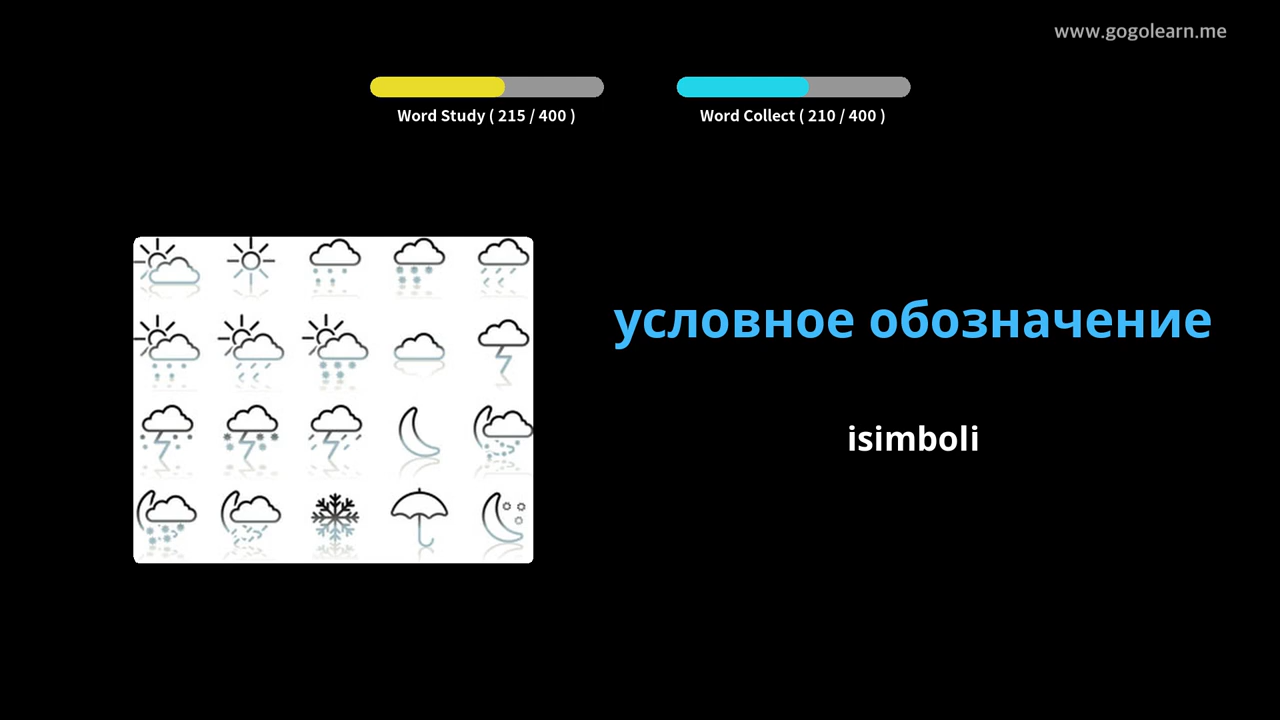 www.gogolearn.me
Word Study ( 215 / 400 )
Word Collect ( 210 / 400 )
условное обозначение
isimboli